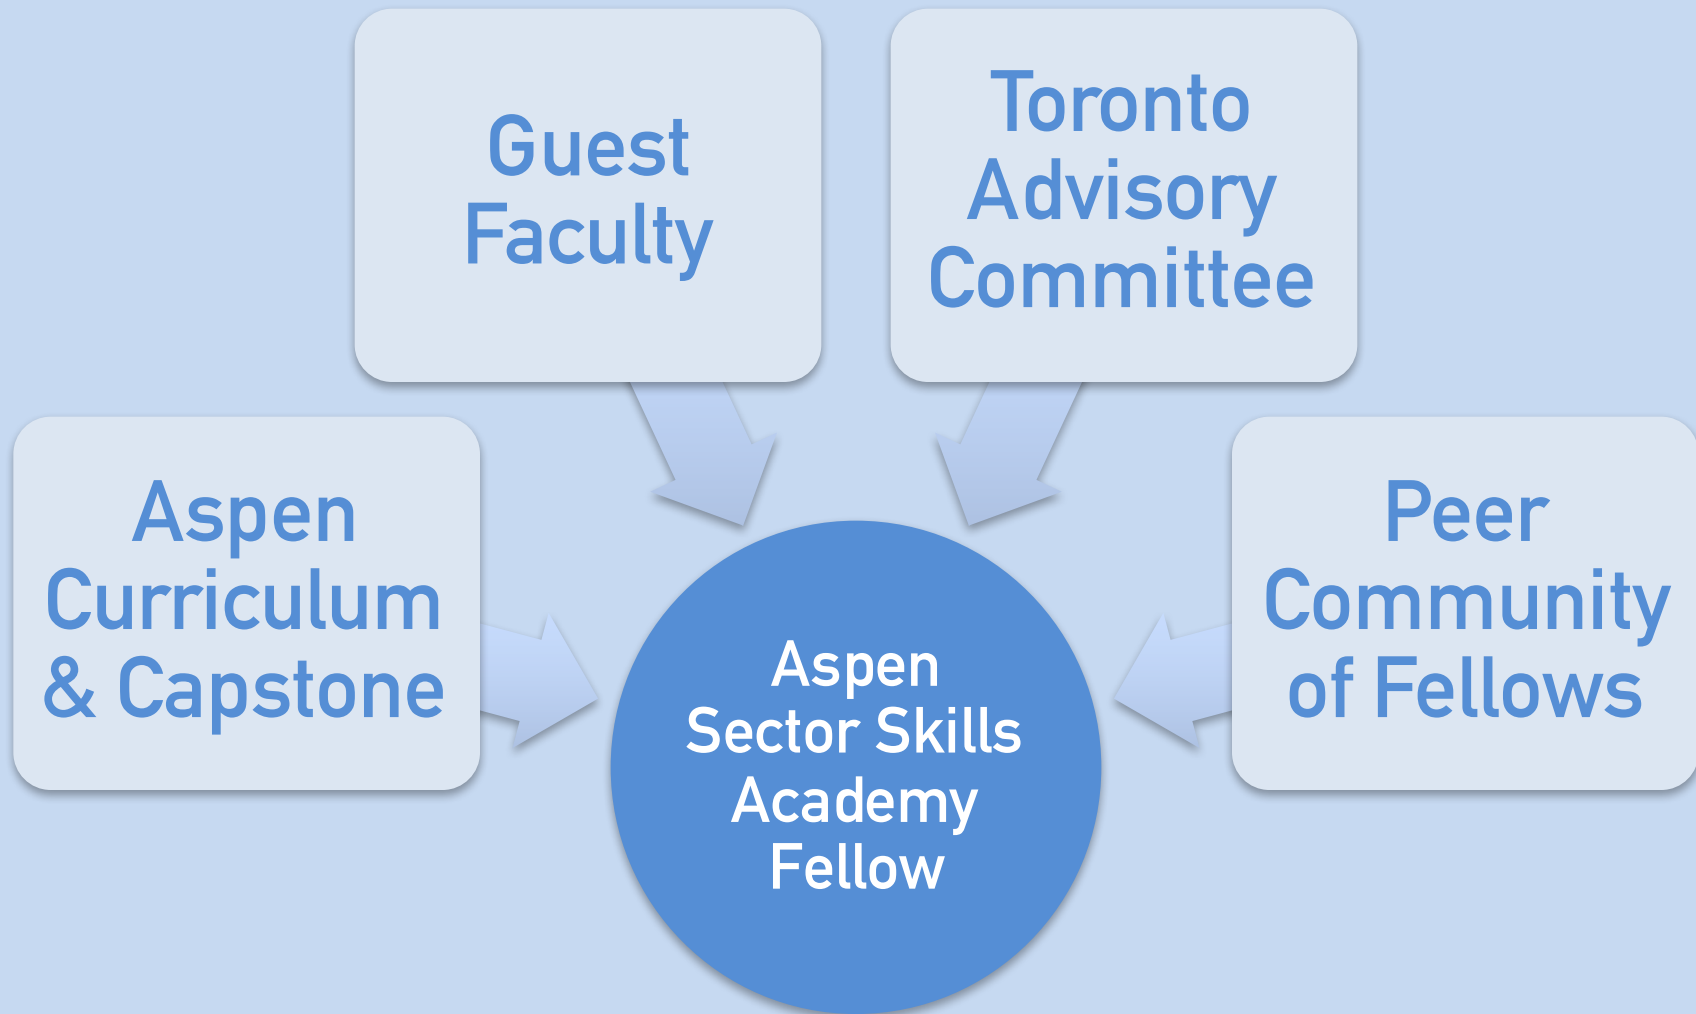 Guest
Faculty
Toronto
Advisory
Committee
Aspen
Curriculum
& Capstone
Peer
Community
of Fellows
Aspen
Sector Skills
Academy
Fellow